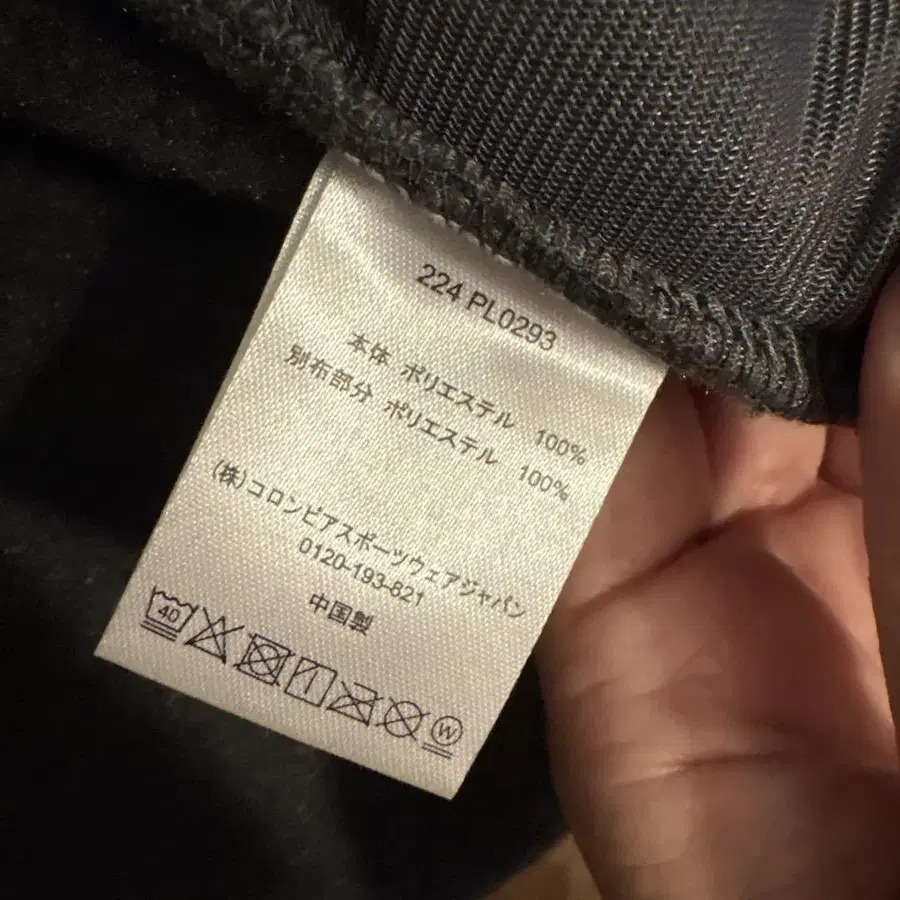 224 PL0293
本体 ポリエステル 100%
別布部分 ポリエステル 100%
(株)コロンビアスポーツウェアジャパン
0120-193-821
中国製
40
W